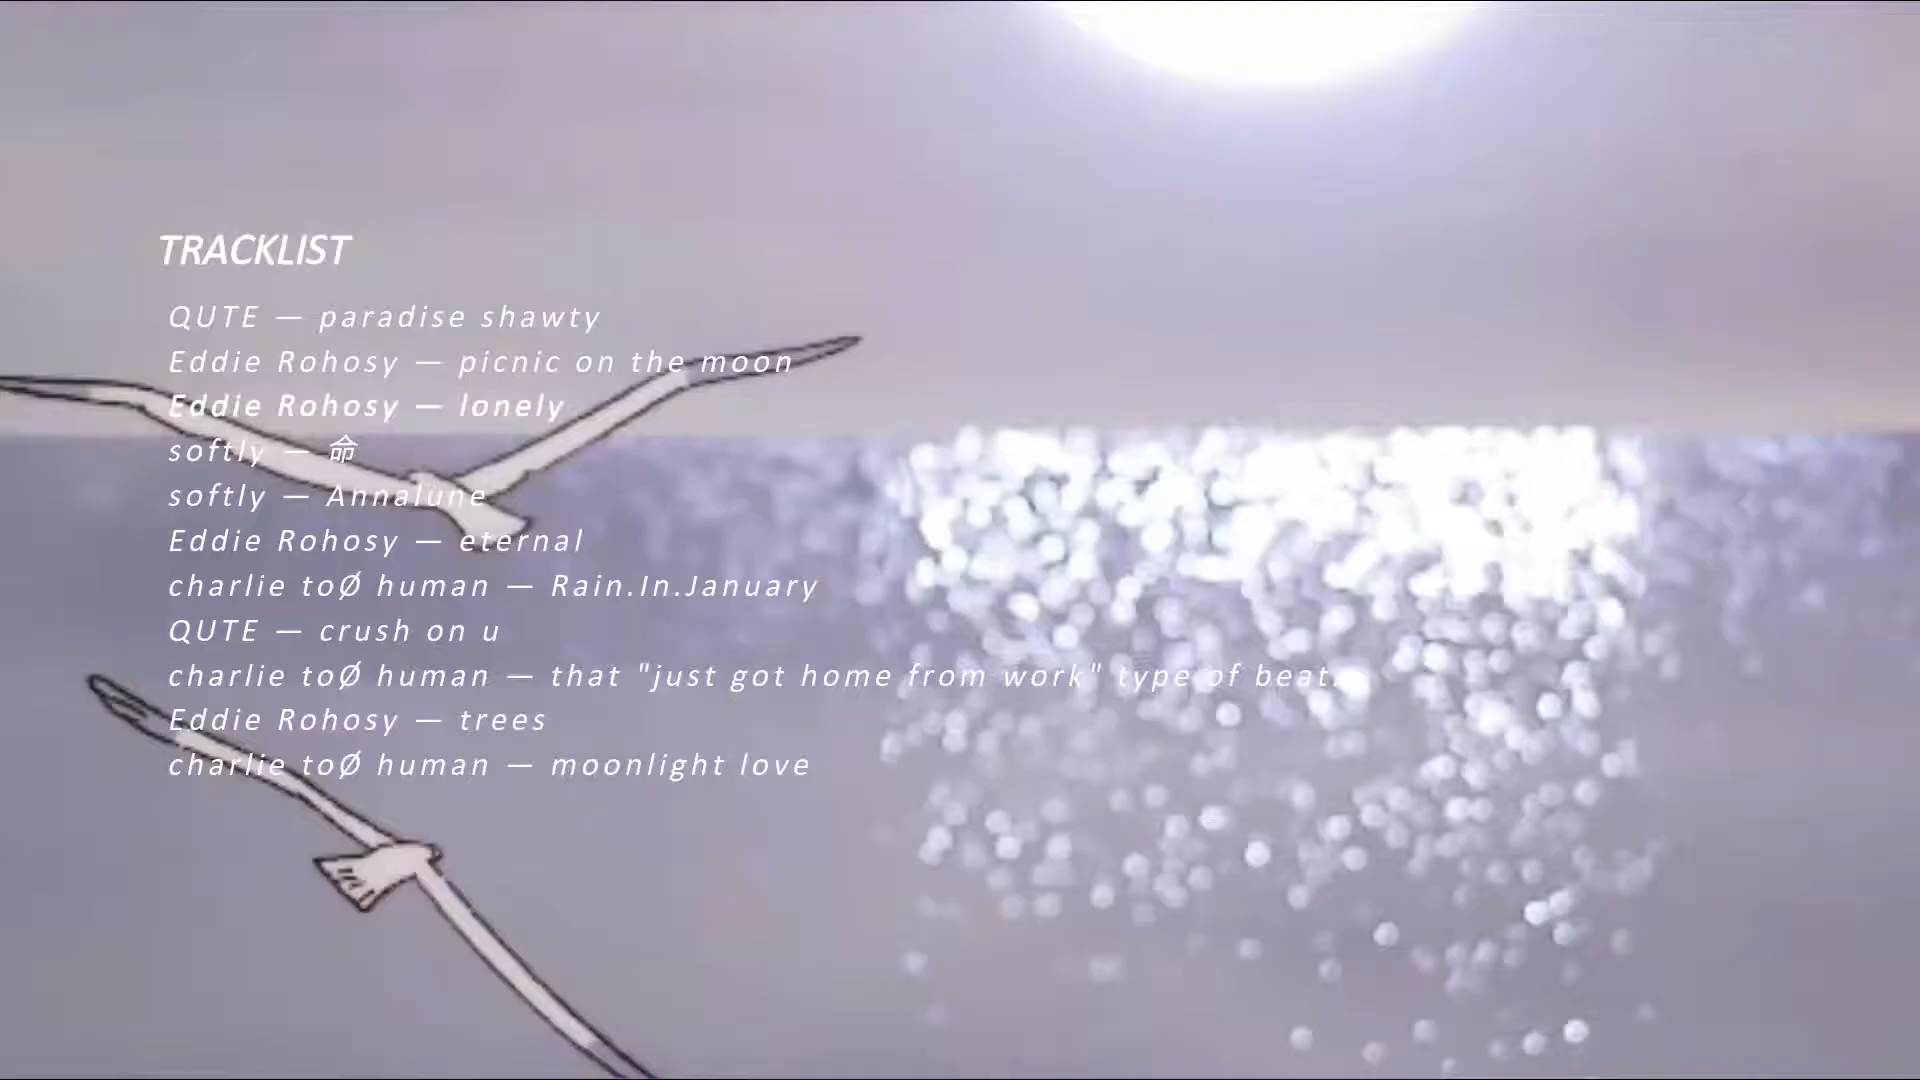 TRACKLIST
QUTE — paradise shawty
Eddie Rohosy — picnic on the moon
Eddie Rohosy — lonely
softly — 命
softly — Annalune
Eddie Rohosy — eternal
charlie toØ human — Rain.In.January
QUTE — crush on u
charlie toØ human — that "just got home from work" type of beat.
Eddie Rohosy — trees
charlie toØ human — moonlight love